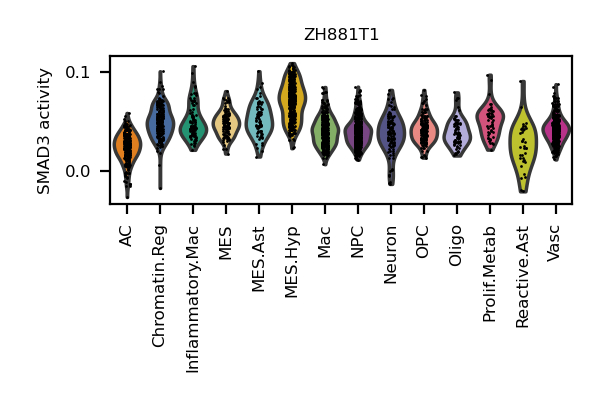 ZH881T1
SMAD3 activity
0.1
0.0
AC
Chromatin.Reg
Inflammatory.Mac
MES
MES.Ast
MES.Hyp
Mac
NPC
Neuron
OPC
Oligo
Prolif.Metab
Reactive.Ast
Vasc